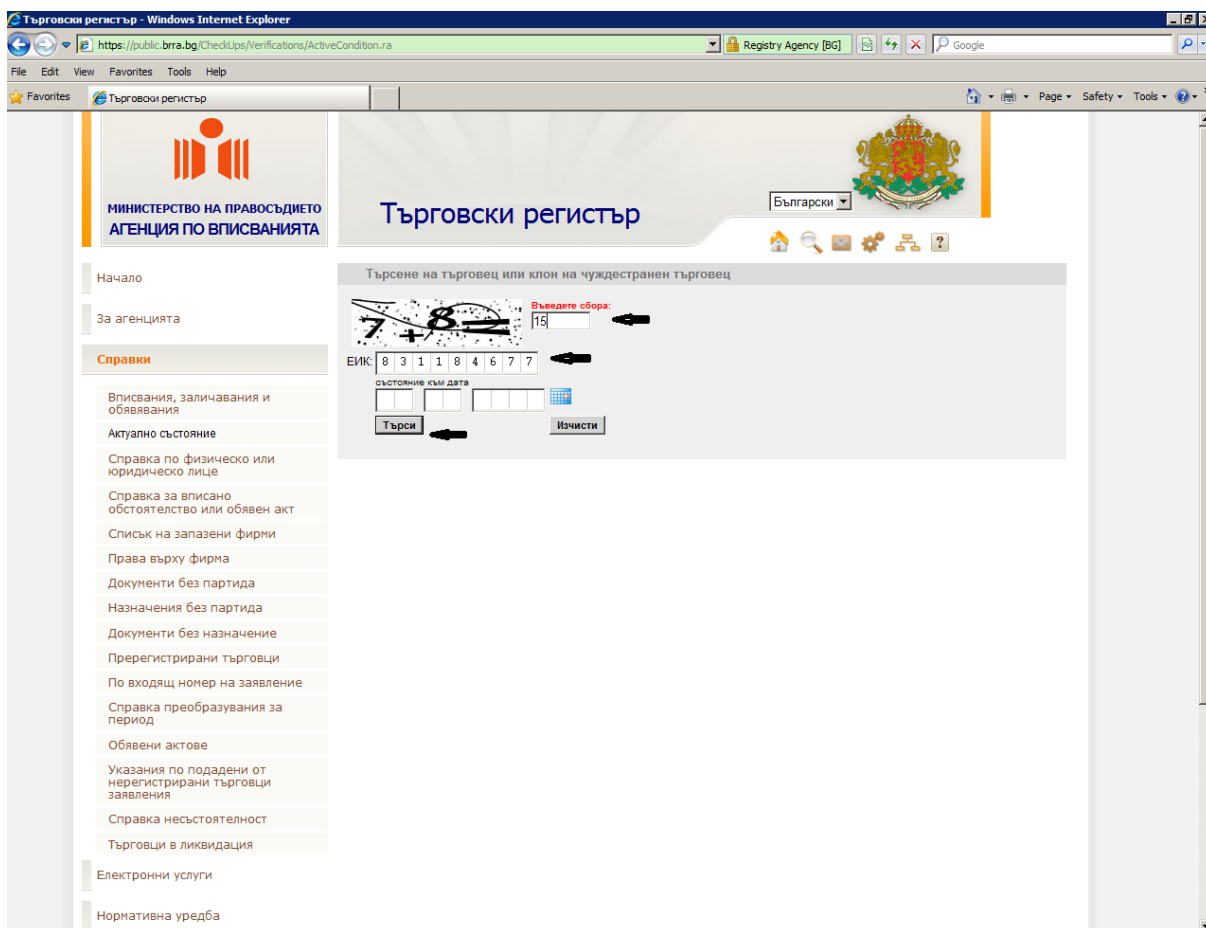 Търговски регистър - Windows Internet Explorer
https://public.brra.bg/CheckUps/Verifications/ActiveCondition.ra
Registry Agency [BG]
Google
File Edit View Favorites Tools Help
Favorites
Търговски регистър
Page Safety Tools
МИНИСТЕРСТВО НА ПРАВОСЪДИЕТО
АГЕНЦИЯ ПО ВПИСВАНИЯТА
Търговски регистър
Български
Начало
За агенцията
Справки
Вписвания, заличавания и
обявявания
Актуално състояние
Справка по физическо или
юридическо лице
Справка за вписано
обстоятелство или обявен акт
Списък на запазени фирми
Права върху фирма
Документи без партида
Назначения без партида
Документи без назначение
Пререгистрирани търговци
По входящ номер на заявление
Справка преобразувания за
период
Обявени актове
Указания по подадени от
нерегистрирани търговци
заявления
Справка несъстоятелност
Търговци в ликвидация
Електронни услуги
Нормативна уредба
Търсене на търговец или клон на чуждестранен търговец
7 + 8 =
Въведете сбора:
15
ЕИК: 8 3 1 1 8 4 6 7 7
състояние към дата
Търси
Изчисти